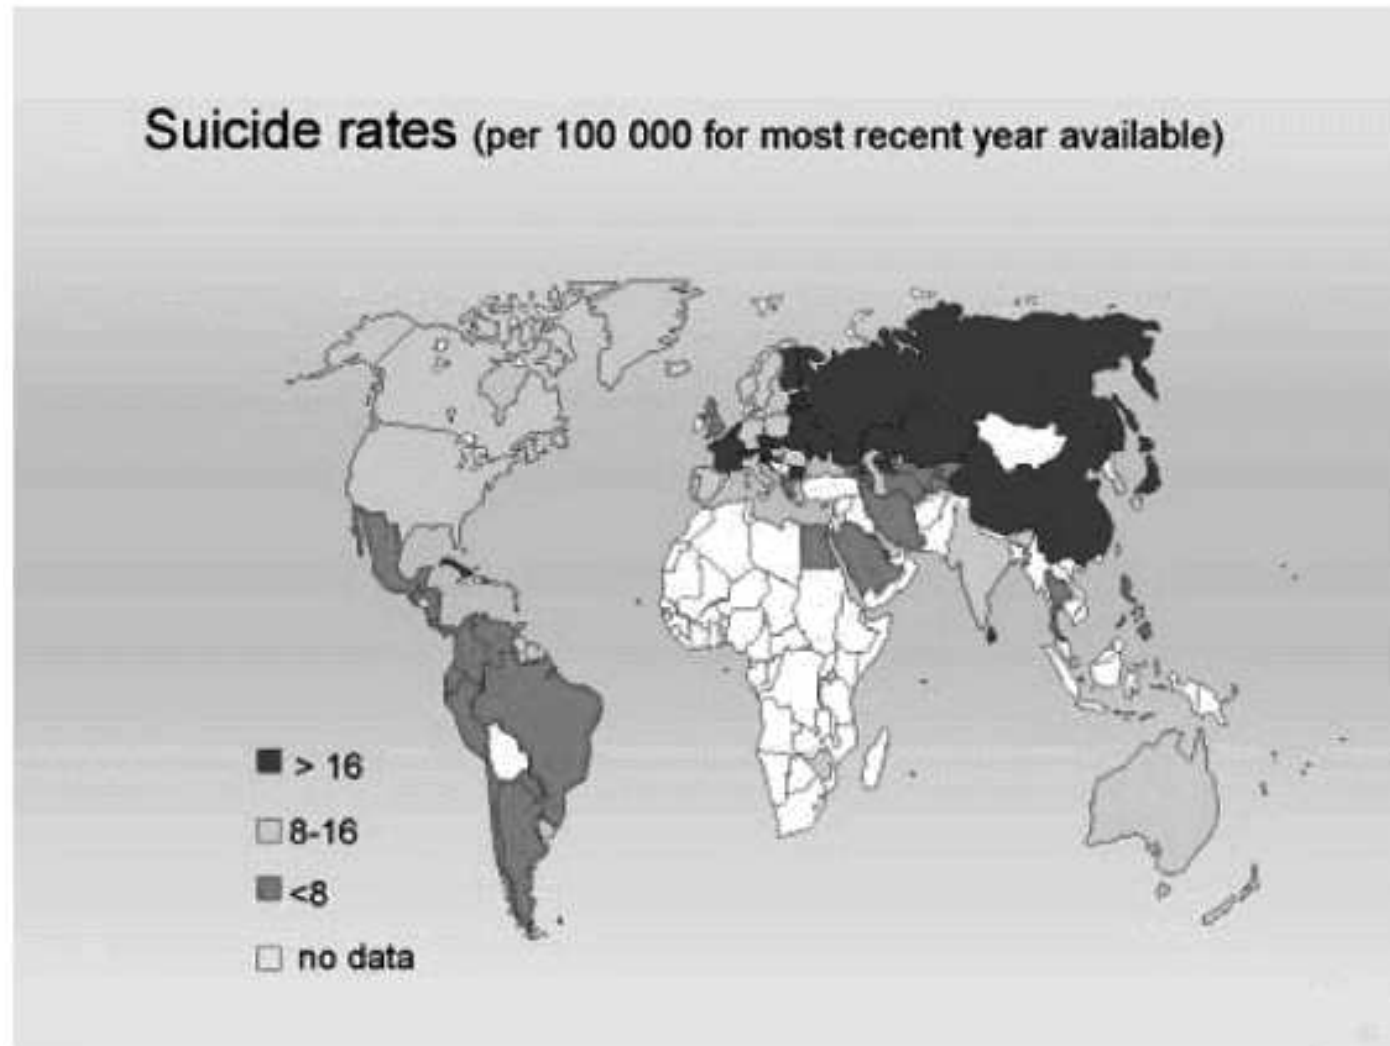 Suicide rates (per 100 000 for most recent year available)
> 16
8-16
<8
no data